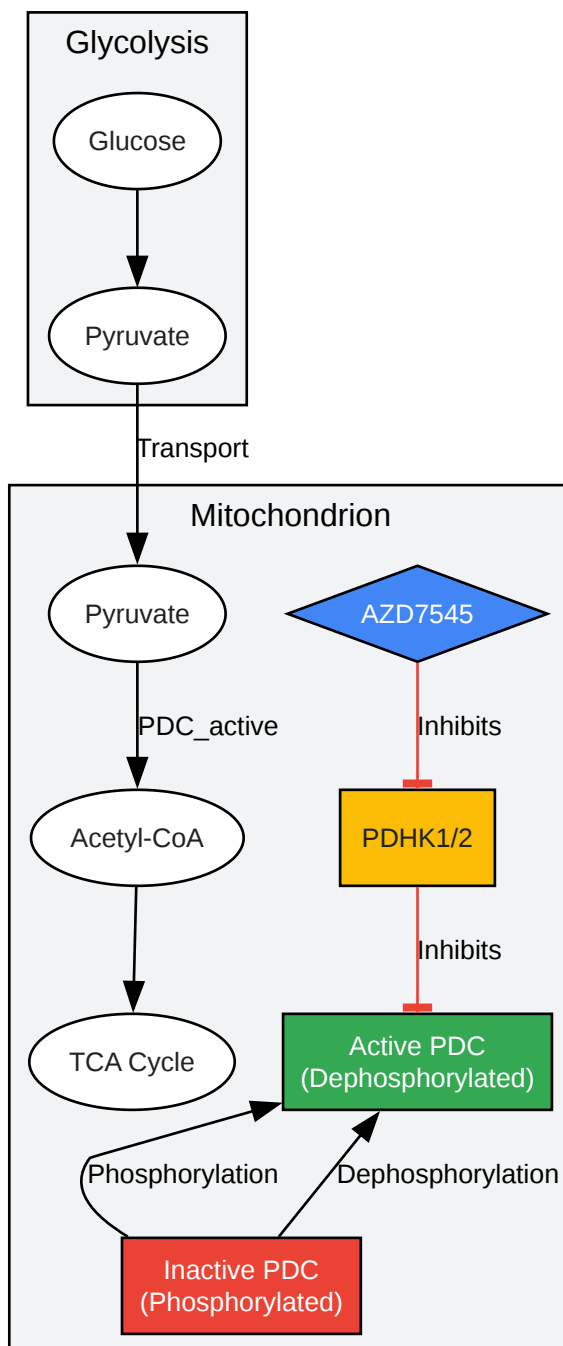 Glycolysis
Glucose
Pyruvate
Transport
Mitochondrion
Pyruvate
AZD7545
PDC_active
Inhibits
Acetyl-CoA
PDHK1/2
Inhibits
TCA Cycle
Active PDC
(Dephosphorylated)
Phosphorylation
Dephosphorylation
Inactive PDC
(Phosphorylated)